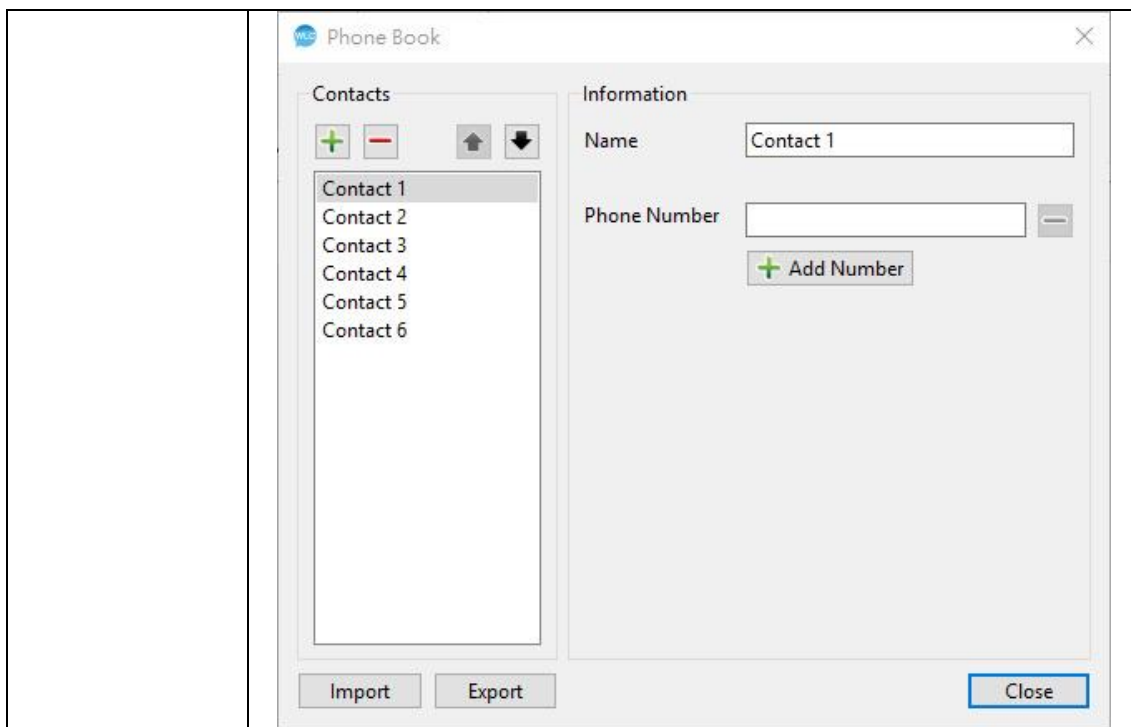 Phone Book
Contacts
Contact 1
Contact 2
Contact 3
Contact 4
Contact 5
Contact 6
Information
Name
Contact 1
Phone Number
Add Number
Import
Export
Close